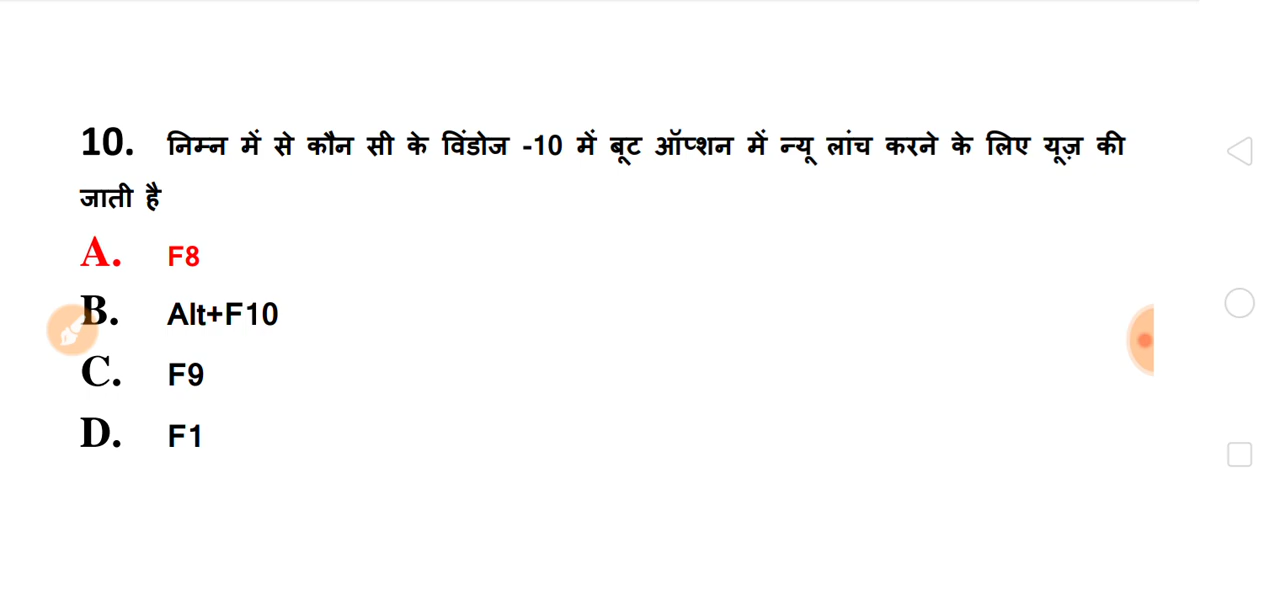 10. निम्न में से कौन सी के विंडोज -10 में बूट ऑप्शन में न्यू लांच करने के लिए यूज़ की
जाती है
A. F8
B. Alt+F10
C. F9
D. F1